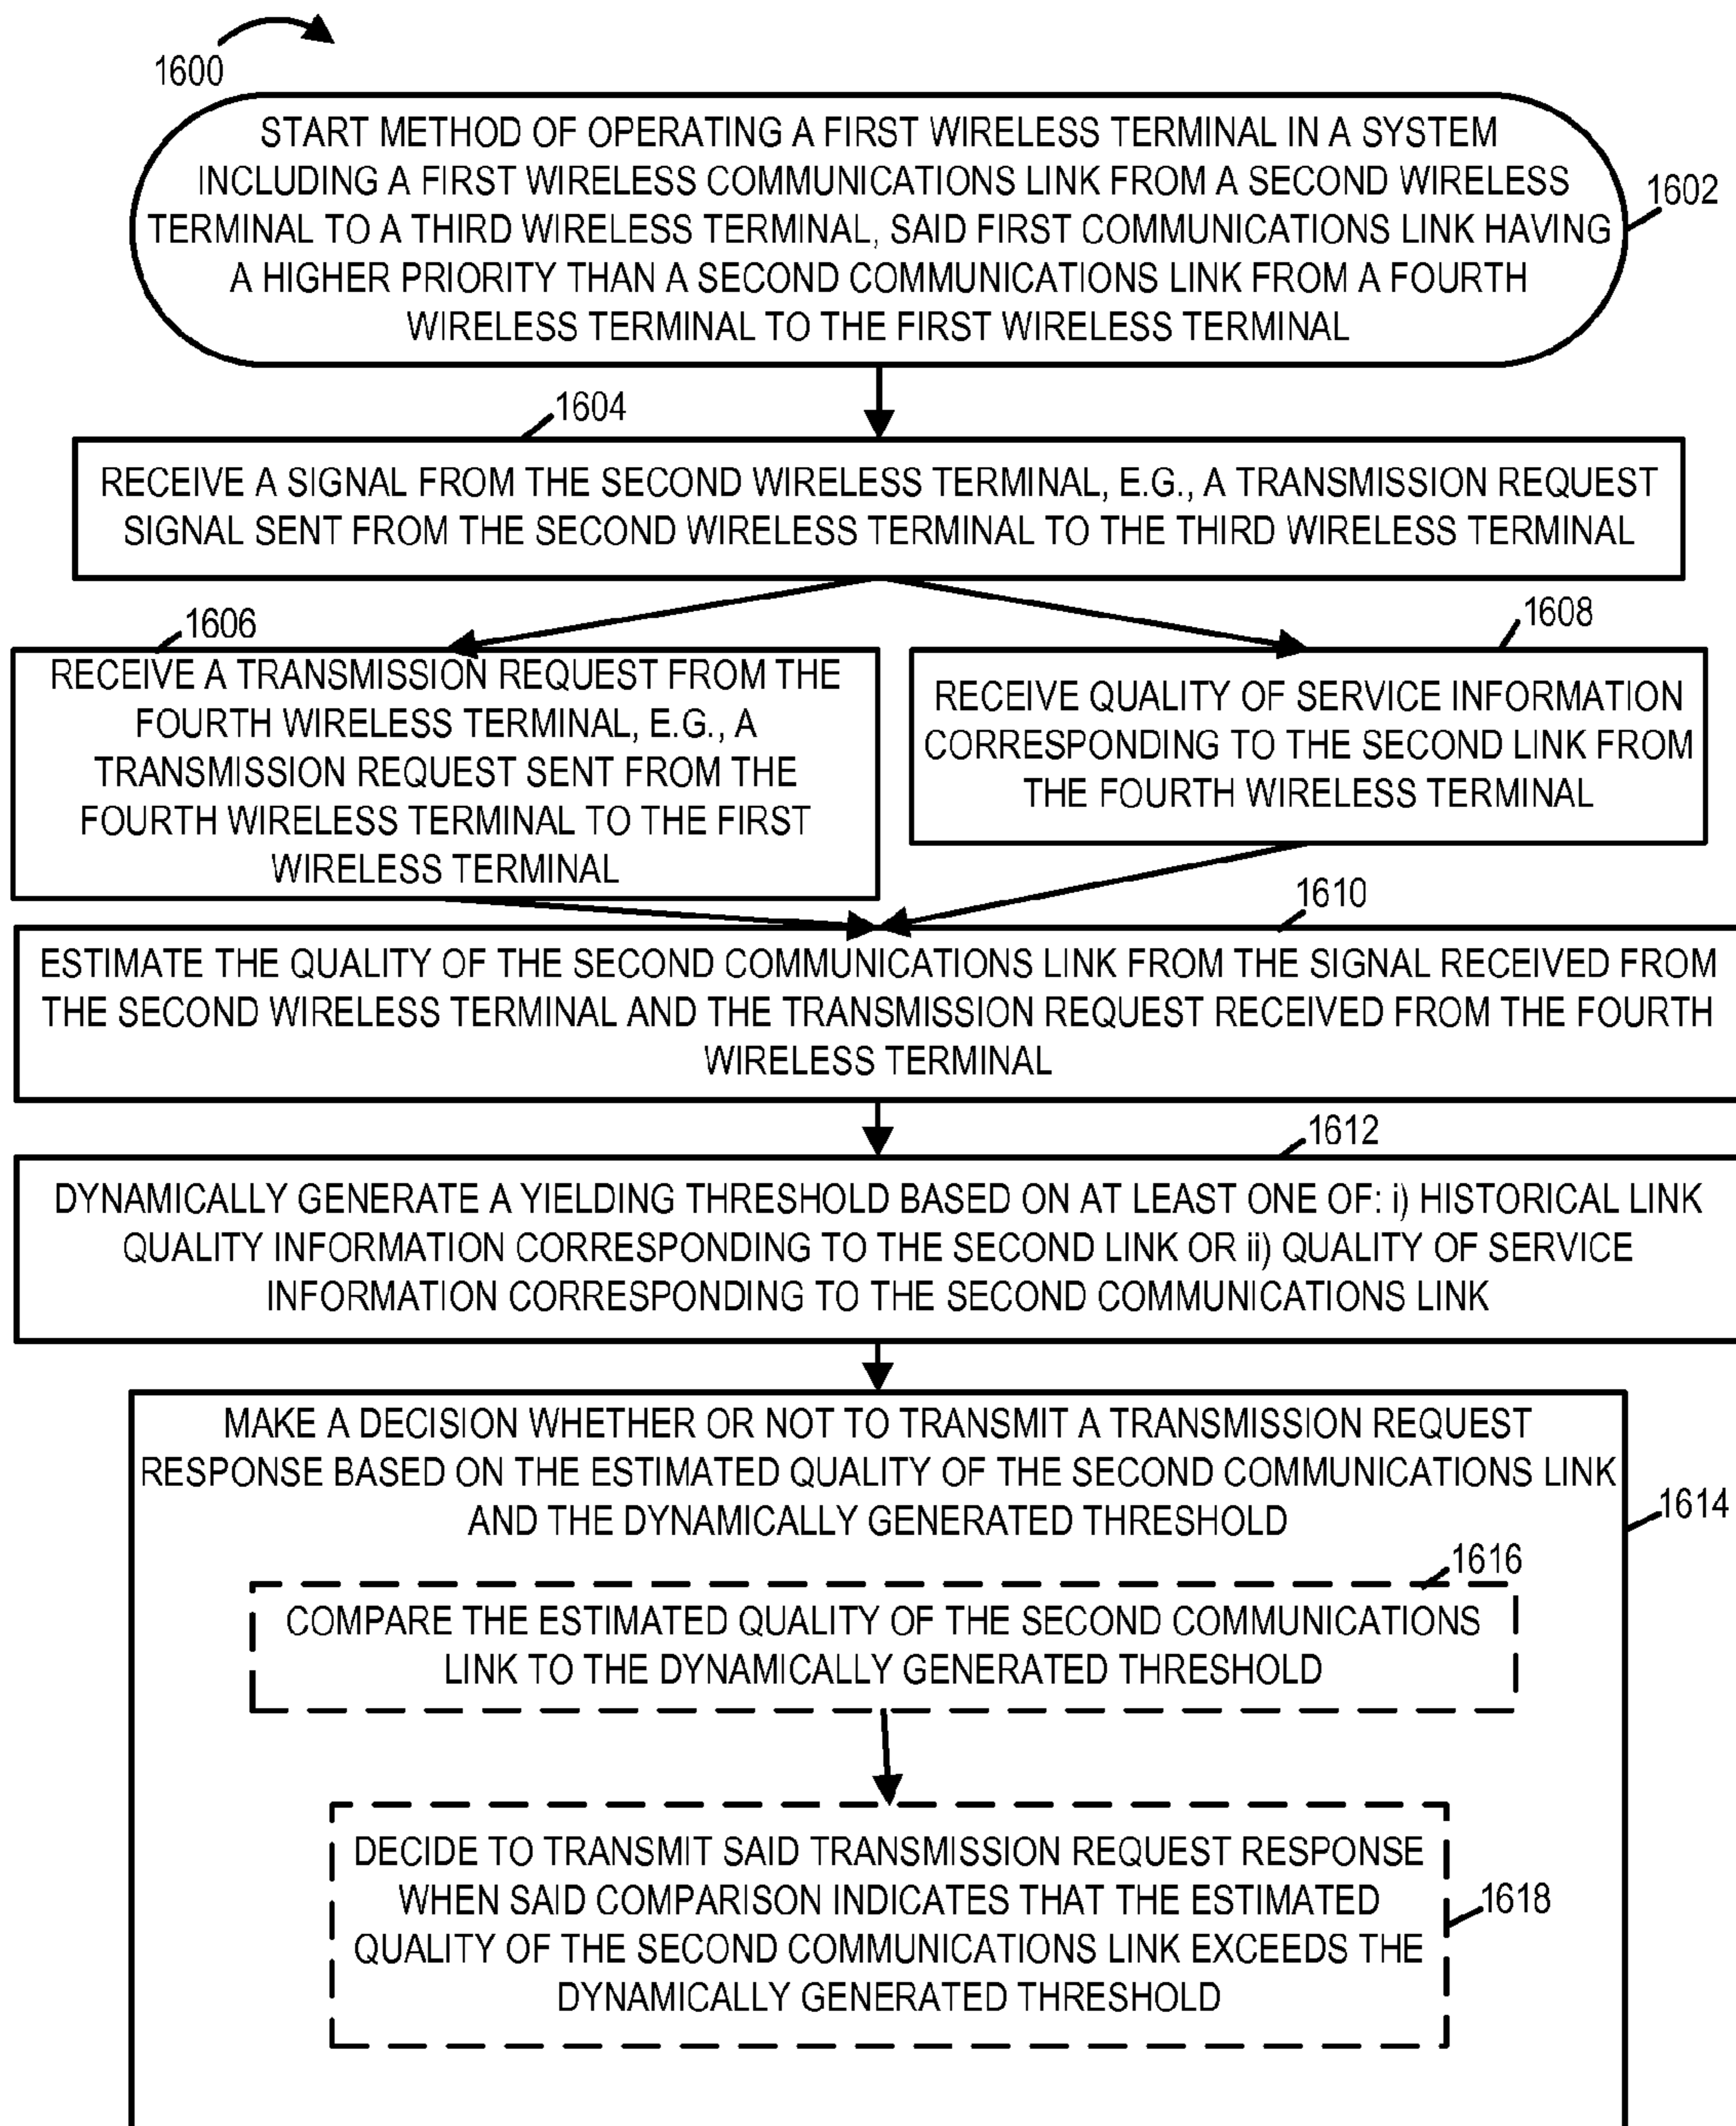 1600
START METHOD OF OPERATING A FIRST WIRELESS TERMINAL IN A SYSTEM
INCLUDING A FIRST WIRELESS COMMUNICATIONS LINK FROM A SECOND WIRELESS
TERMINAL TO A THIRD WIRELESS TERMINAL, SAID FIRST COMMUNICATIONS LINK HAVING
A HIGHER PRIORITY THAN A SECOND COMMUNICATIONS LINK FROM A FOURTH
WIRELESS TERMINAL TO THE FIRST WIRELESS TERMINAL
1602
1604
RECEIVE A SIGNAL FROM THE SECOND WIRELESS TERMINAL, E.G., A TRANSMISSION REQUEST
SIGNAL SENT FROM THE SECOND WIRELESS TERMINAL TO THE THIRD WIRELESS TERMINAL
1606
RECEIVE A TRANSMISSION REQUEST FROM THE
FOURTH WIRELESS TERMINAL, E.G., A
TRANSMISSION REQUEST SENT FROM THE
FOURTH WIRELESS TERMINAL TO THE FIRST
WIRELESS TERMINAL
1608
RECEIVE QUALITY OF SERVICE INFORMATION
CORRESPONDING TO THE SECOND LINK FROM
THE FOURTH WIRELESS TERMINAL
1610
ESTIMATE THE QUALITY OF THE SECOND COMMUNICATIONS LINK FROM THE SIGNAL RECEIVED FROM
THE SECOND WIRELESS TERMINAL AND THE TRANSMISSION REQUEST RECEIVED FROM THE FOURTH
WIRELESS TERMINAL
1612
DYNAMICALLY GENERATE A YIELDING THRESHOLD BASED ON AT LEAST ONE OF: i) HISTORICAL LINK
QUALITY INFORMATION CORRESPONDING TO THE SECOND LINK OR ii) QUALITY OF SERVICE
INFORMATION CORRESPONDING TO THE SECOND COMMUNICATIONS LINK
MAKE A DECISION WHETHER OR NOT TO TRANSMIT A TRANSMISSION REQUEST
RESPONSE BASED ON THE ESTIMATED QUALITY OF THE SECOND COMMUNICATIONS LINK
AND THE DYNAMICALLY GENERATED THRESHOLD
1614
1616
COMPARE THE ESTIMATED QUALITY OF THE SECOND COMMUNICATIONS
LINK TO THE DYNAMICALLY GENERATED THRESHOLD
DECIDE TO TRANSMIT SAID TRANSMISSION REQUEST RESPONSE
WHEN SAID COMPARISON INDICATES THAT THE ESTIMATED
QUALITY OF THE SECOND COMMUNICATIONS LINK EXCEEDS THE
DYNAMICALLY GENERATED THRESHOLD
1618